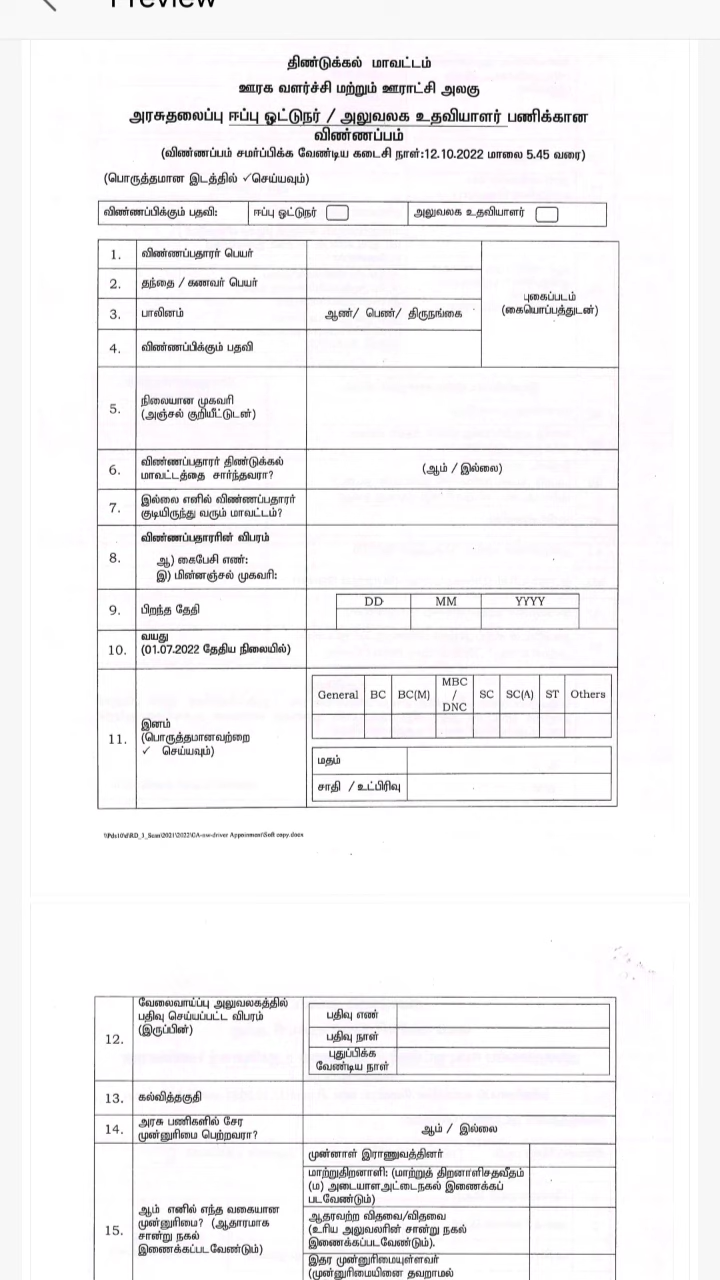 Preview
திண்டுக்கல் மாவட்டம்
ஊரக வளர்ச்சி மற்றும் ஊராட்சி அலகு
அரசுதலைப்பு ஈப்பு ஓட்டுநர் / அலுவலக உதவியாளர் பணிக்கான
விண்ணப்பம்
(விண்ணப்பம் சமர்ப்பிக்க வேண்டிய கடைசி நாள்:12.10.2022 மாலை 5.45 வரை)
(பொருத்தமான இடத்தில் ✓செய்யவும்)
விண்ணப்பிக்கும் பதவி: ஈப்பு ஓட்டுநர் அலுவலக உதவியாளர்
1. விண்ணப்பதாரர் பெயர்
2. தந்தை / கணவர் பெயர்
புகைப்படம்
(கையொப்பத்துடன்)
3. பாலினம் ஆண்/ பெண்/ திருநங்கை
4. விண்ணப்பிக்கும் பதவி
5. நிலையான முகவரி
(அஞ்சல் குறியீட்டுடன்)
6. விண்ணப்பதாரர் திண்டுக்கல்
மாவட்டத்தை சார்ந்தவரா? (ஆம் / இல்லை)
7. இல்லை எனில் விண்ணப்பதாரர்
குடியிருந்து வரும் மாவட்டம்?
8. விண்ணப்பதாரரின் விபரம்
ஆ) கைபேசி எண்:
இ) மின்னஞ்சல் முகவரி:
9. பிறந்த தேதி DD MM YYYY
10. வயது
(01.07.2022 தேதிய நிலையில்)
11. இனம்
(பொருத்தமானவற்றை
✓ செய்யவும்)
General BC BC(M) MBC / DNC SC SC(A) ST Others
மதம்
சாதி / உட்பிரிவு
12. வேலைவாய்ப்பு அலுவலகத்தில்
பதிவு செய்யப்பட்ட விபரம்
(இருப்பின்)
பதிவு எண்
பதிவு நாள்
புதுப்பிக்க
வேண்டிய நாள்
13. கல்வித்தகுதி
14. அரசு பணிகளில் சேர
முன்னுரிமை பெற்றவரா? ஆம் / இல்லை
15. ஆம் எனில் எந்த வகையான
முன்னுரிமை? (ஆதாரமாக
சான்று நகல்
இணைக்கப்பட வேண்டும்)
முன்னாள் இராணுவத்தினர்
மாற்றுதிறனாளி: (மாற்றுத் திறனாளிசதவீதம்
(ம) அடையாளஅட்டைநகல் இணைக்கப்
படவேண்டும்)
ஆதரவற்ற விதவை/விதவை
(உரிய அலுவலரின் சான்று நகல்
இணைக்கப்படவேண்டும்).
இதர முன்னுரிமையுள்ளவர்
(முன்னுரிமையினை தவறாமல்